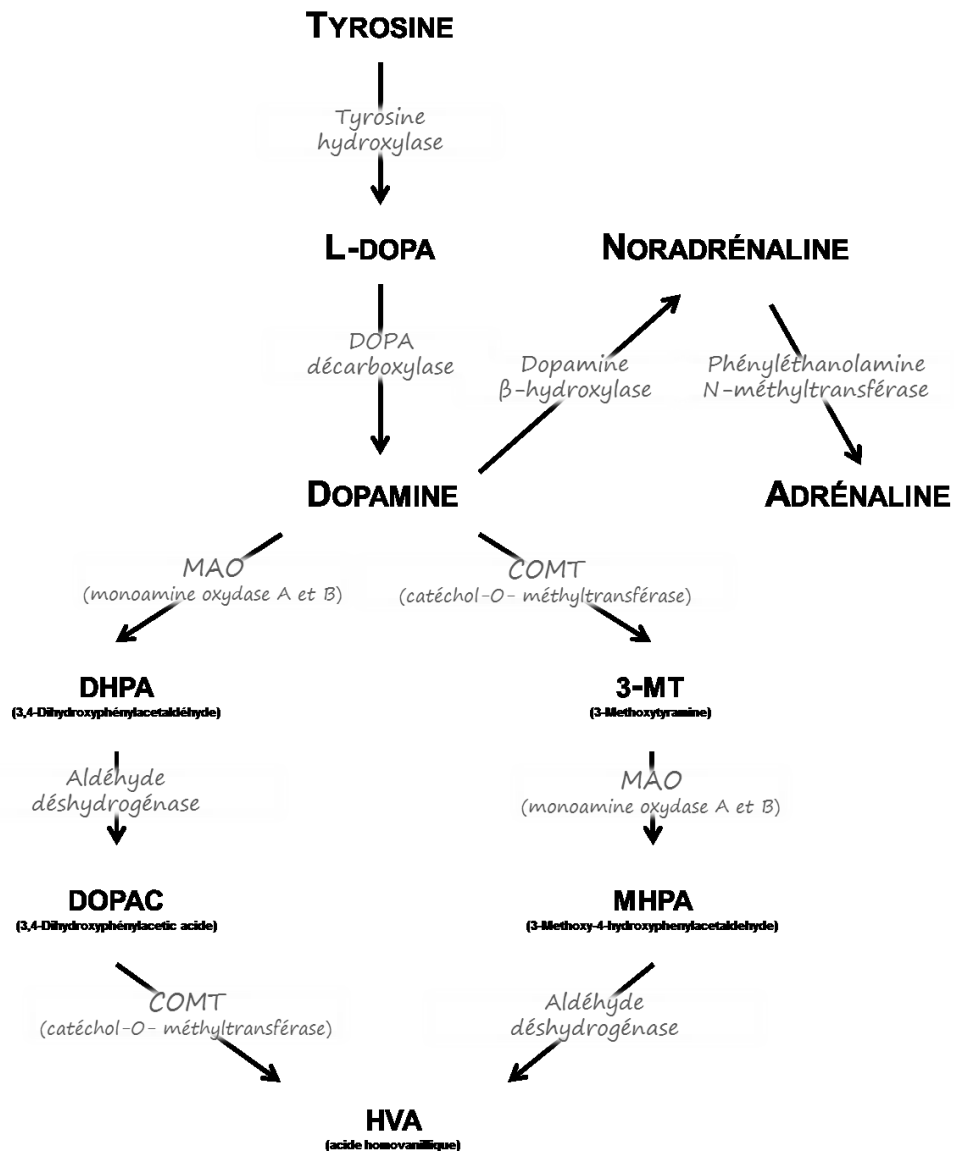 TYROSINE
Tyrosine
hydroxylase
L-DOPA
NORADRÉNALINE
DOPA
décarboxylase
Dopamine
β-hydroxylase
Phényléthanolamine
N-méthyltransférase
DOPAMINE
ADRÉNALINE
MAO
(monoamine oxydase A et B)
COMT
(catéchol-O- méthyltransférase)
DHPA
(3,4-Dihydroxyphénylacetaldéhyde)
3-MT
(3-Methoxytyramine)
Aldéhyde
déshydrogénase
MAO
(monoamine oxydase A et B)
DOPAC
(3,4-Dihydroxyphénylacetic acide)
MHPA
(3-Methoxy-4-hydroxyphenylacetaldehyde)
COMT
(catéchol-O- méthyltransférase)
Aldéhyde
déshydrogénase
HVA
(acide homovanillique)